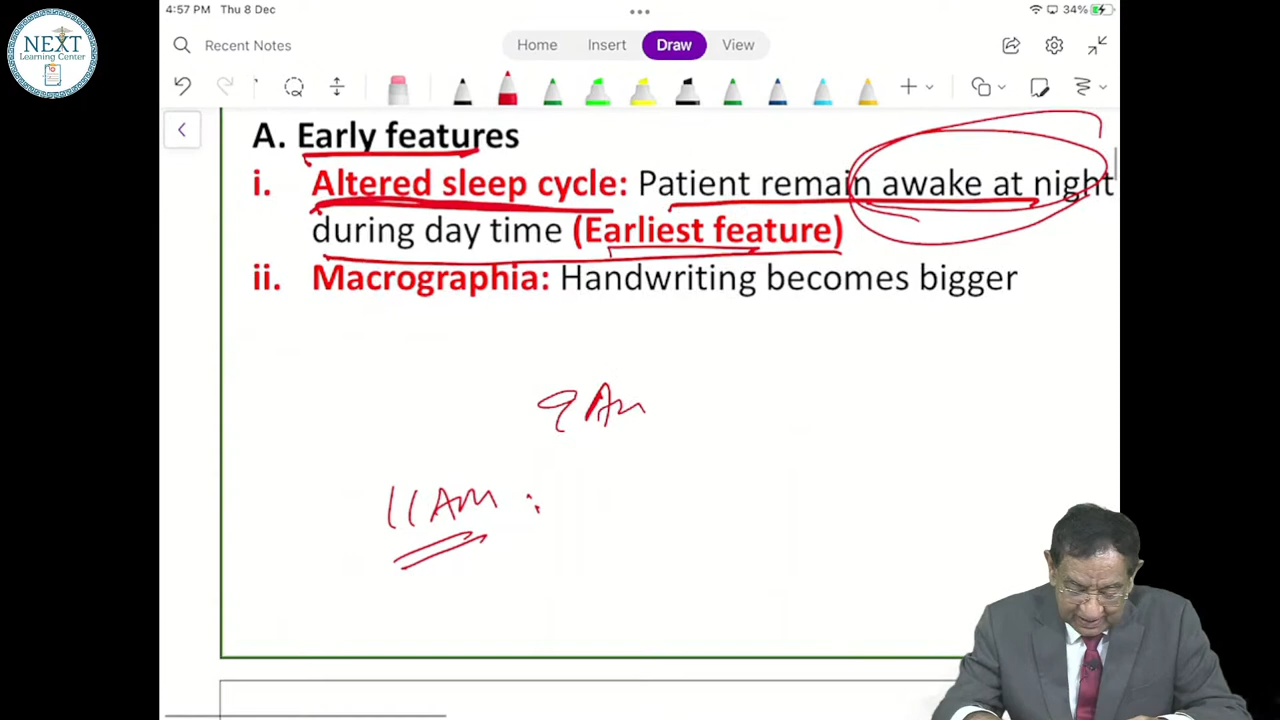 4:57 PM Thu 8 Dec
34%
NEXT
Learning Center
Recent Notes
Home Insert Draw View
A. Early features
i. Altered sleep cycle: Patient remain awake at night
during day time (Earliest feature)
ii. Macrographia: Handwriting becomes bigger
9 AM
11 AM :